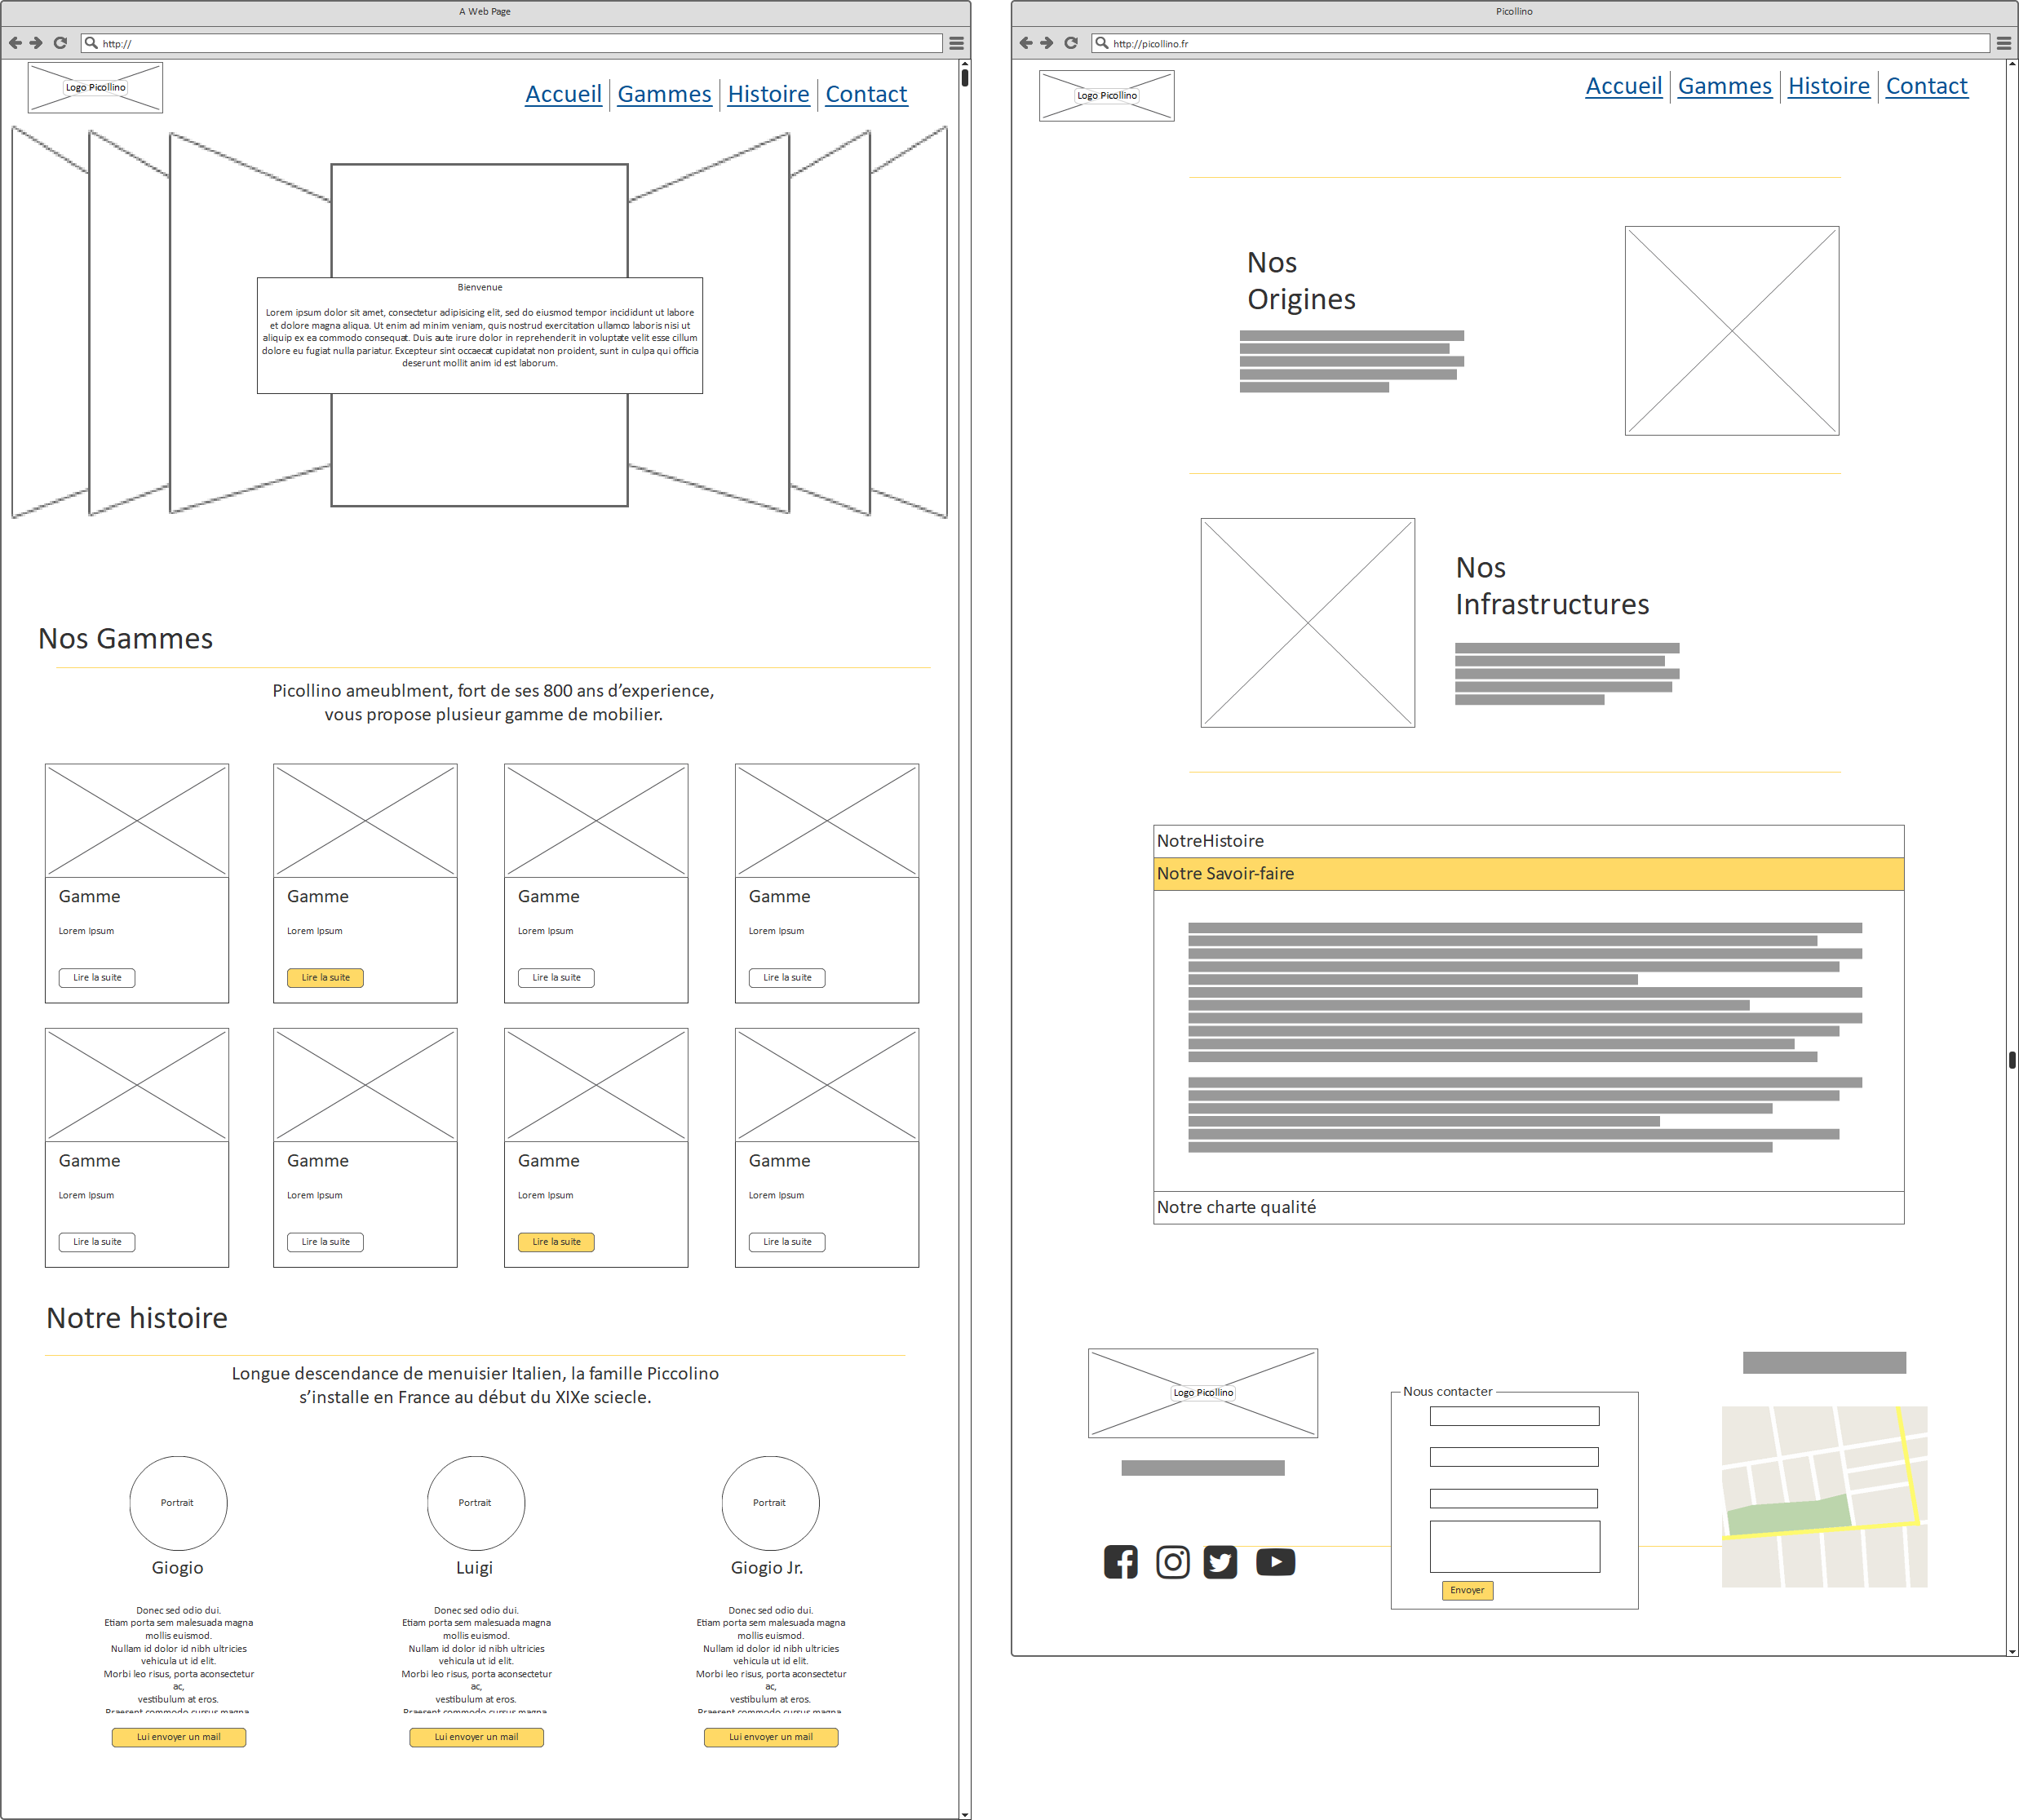 A Web Page
http://
Logo Picollino
Accueil Gammes Histoire Contact
Bienvenue
Lorem ipsum dolor sit amet, consectetur adipisicing elit, sed do eiusmod tempor incididunt ut labore
et dolore magna aliqua. Ut enim ad minim veniam, quis nostrud exercitation ullamco laboris nisi ut
aliquip ex ea commodo consequat. Duis aute irure dolor in reprehenderit in voluptate velit esse cillum
dolore eu fugiat nulla pariatur. Excepteur sint occaecat cupidatat non proident, sunt in culpa qui officia
deserunt mollit anim id est laborum.
Nos Gammes
Picollino ameublment, fort de ses 800 ans d’experience,
vous propose plusieur gamme de mobilier.
Gamme Gamme Gamme Gamme
Lorem Ipsum Lorem Ipsum Lorem Ipsum Lorem Ipsum
Lire la suite Lire la suite Lire la suite Lire la suite
Gamme Gamme Gamme Gamme
Lorem Ipsum Lorem Ipsum Lorem Ipsum Lorem Ipsum
Lire la suite Lire la suite Lire la suite Lire la suite
Notre histoire
Longue descendance de menuisier Italien, la famille Piccolino
s’installe en France au début du XIXe sciecle.
Portrait
Giogio
Donec sed odio dui.
Etiam porta sem malesuada magna
mollis euismod.
Nullam id dolor id nibh ultricies
vehicula ut id elit.
Morbi leo risus, porta aconsectetur
ac,
vestibulum at eros.
Praesent commodo cursus magna
Lui envoyer un mail
Portrait
Luigi
Donec sed odio dui.
Etiam porta sem malesuada magna
mollis euismod.
Nullam id dolor id nibh ultricies
vehicula ut id elit.
Morbi leo risus, porta aconsectetur
ac,
vestibulum at eros.
Praesent commodo cursus magna
Lui envoyer un mail
Portrait
Giogio Jr.
Donec sed odio dui.
Etiam porta sem malesuada magna
mollis euismod.
Nullam id dolor id nibh ultricies
vehicula ut id elit.
Morbi leo risus, porta aconsectetur
ac,
vestibulum at eros.
Praesent commodo cursus magna
Lui envoyer un mail
Picollino
http://picollino.fr
Logo Picollino
Accueil Gammes Histoire Contact
Nos
Origines
Nos
Infrastructures
NotreHistoire
Notre Savoir-faire
Notre charte qualité
Logo Picollino
Nous contacter
Envoyer